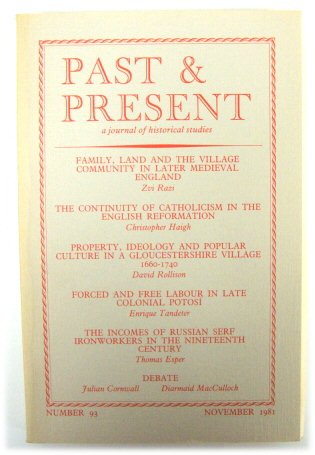 PAST &
PRESENT
a journal of historical studies
FAMILY, LAND AND THE VILLAGE
COMMUNITY IN LATER MEDIEVAL
ENGLAND
Zvi Razi
THE CONTINUITY OF CATHOLICISM IN THE
ENGLISH REFORMATION
Christopher Haigh
PROPERTY, IDEOLOGY AND POPULAR
CULTURE IN A GLOUCESTERSHIRE VILLAGE
1660-1740
David Rollison
FORCED AND FREE LABOUR IN LATE
COLONIAL POTOSÍ
Enrique Tandeter
THE INCOMES OF RUSSIAN SERF
IRONWORKERS IN THE NINETEENTH
CENTURY
Thomas Esper
DEBATE
Julian Cornwall Diarmaid MacCulloch
NUMBER 93 NOVEMBER 1981